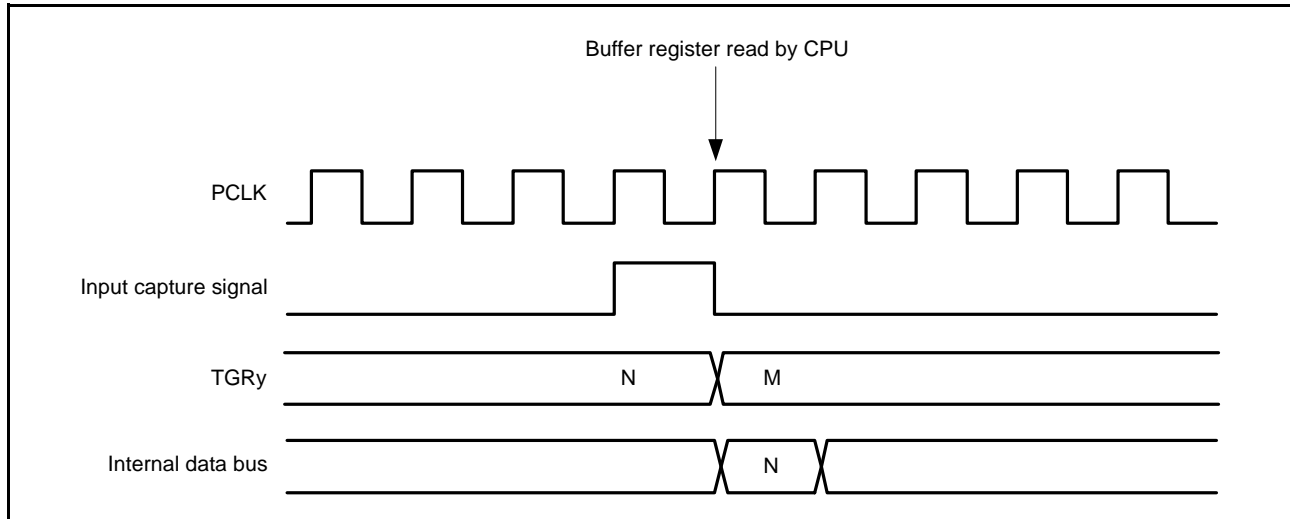 Buffer register read by CPU
PCLK
Input capture signal
TGRy
N
M
Internal data bus
N